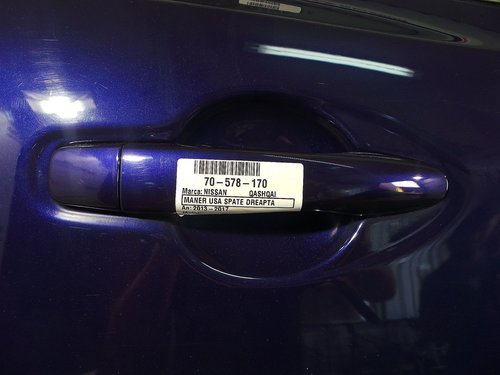 70-578-170
Marca: NISSAN QASHQAI
MANER USA SPATE DREAPTA
An: 2013-2017